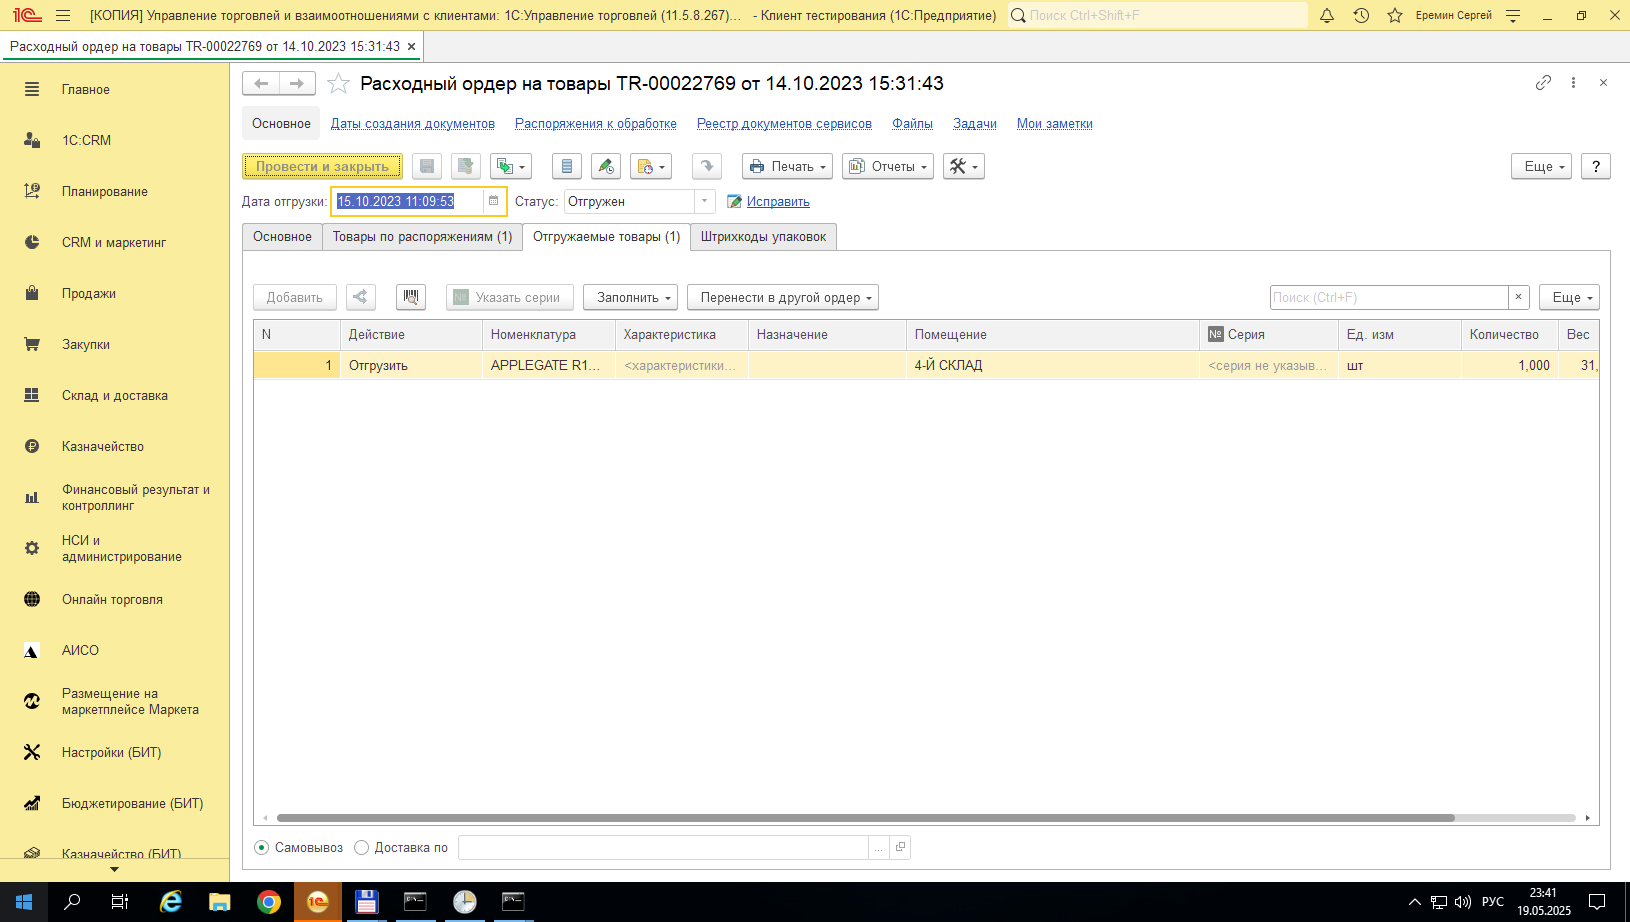 [КОПИЯ] Управление торговлей и взаимоотношениями с клиентами: 1С:Управление торговлей (11.5.8.267)... - Клиент тестирования (1С:Предприятие)
Поиск Ctrl+Shift+F
Еремин Сергей
Расходный ордер на товары TR-00022769 от 14.10.2023 15:31:43
Главное
1C:CRM
Планирование
CRM и маркетинг
Продажи
Закупки
Склад и доставка
Казначейство
Финансовый результат и
контроллинг
НСИ и
администрирование
Онлайн торговля
АИСО
Размещение на
маркетплейсе Маркета
Настройки (БИТ)
Бюджетирование (БИТ)
Казначейство (БИТ)
Расходный ордер на товары TR-00022769 от 14.10.2023 15:31:43
Основное Даты создания документов Распоряжения к обработке Реестр документов сервисов Файлы Задачи Мои заметки
Провести и закрыть Печать Отчеты Еще ?
Дата отгрузки: 15.10.2023 11:09:53 Статус: Отгружен Исправить
Основное Товары по распоряжениям (1) Отгружаемые товары (1) Штрихкоды упаковок
Добавить № Указать серии Заполнить Перенести в другой ордер Поиск (Ctrl+F) × Еще
N Действие Номенклатура Характеристика Назначение Помещение № Серия Ед. изм Количество Вес
1 Отгрузить APPLEGATE R1... <характеристики... 4-Й СКЛАД <серия не указыв... шт 1,000 31,
Самовывоз Доставка по ...
РУС
23:41
19.05.2025